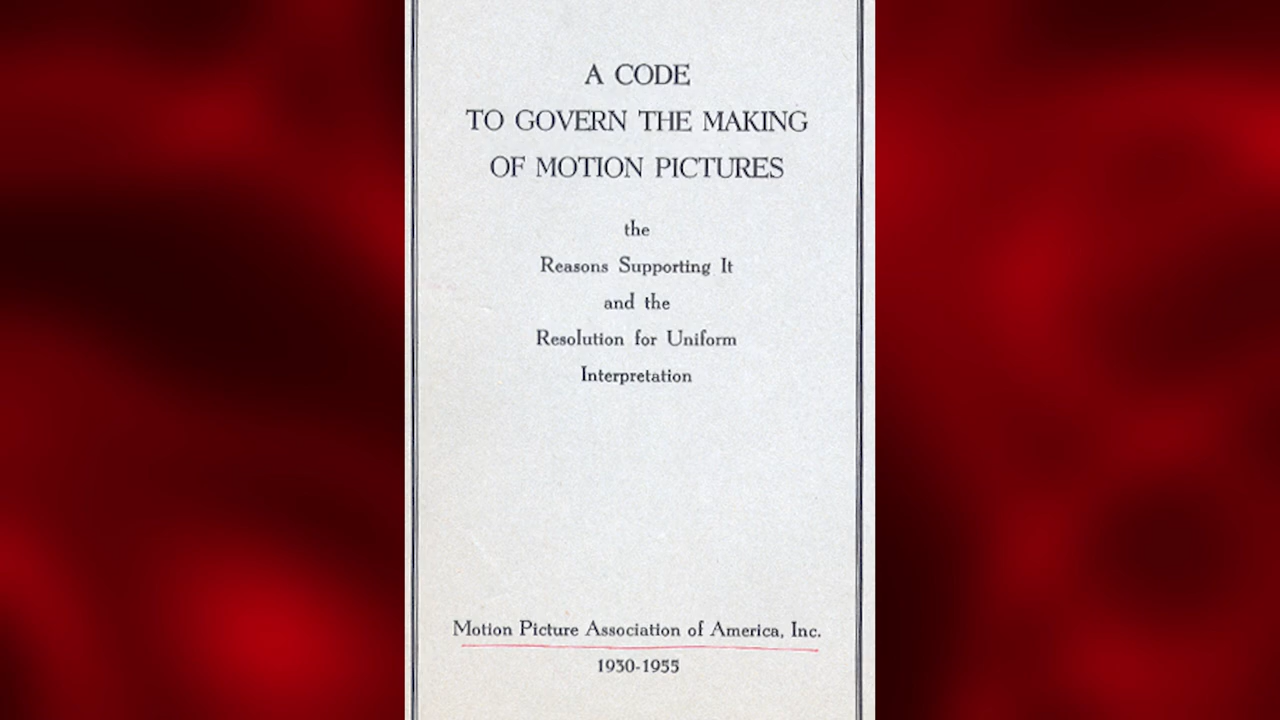 A CODE
TO GOVERN THE MAKING
OF MOTION PICTURES
the
Reasons Supporting It
and the
Resolution for Uniform
Interpretation
Motion Picture Association of America, Inc.
1930-1955